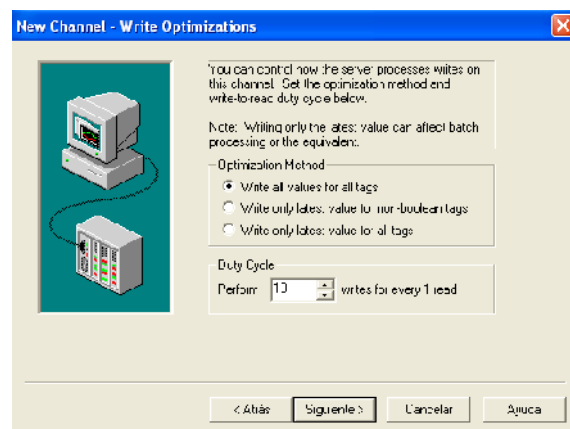 New Channel - Write Optimizations
You can control how the server processes writes on
this channel. Set the optimization method and
write-to-read duty cycle below.
Note: Writing only the latest value can affect batch
processing or the equivalent.
Optimization Method
Write all values for all tags
Write only latest value for non-boolean tags
Write only latest value for all tags
Duty Cycle
Perform 10 writes for every 1 read
< Atrás Siguiente > Cancelar Ayuda